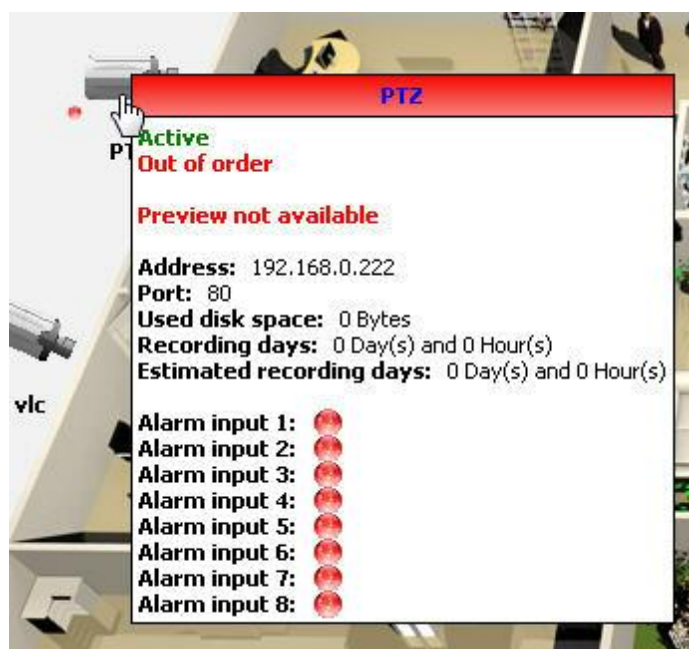 PTZ
Active
Out of order
Preview not available
Address: 192.168.0.222
Port: 80
Used disk space: 0 Bytes
Recording days: 0 Day(s) and 0 Hour(s)
Estimated recording days: 0 Day(s) and 0 Hour(s)
vlc
Alarm input 1:
Alarm input 2:
Alarm input 3:
Alarm input 4:
Alarm input 5:
Alarm input 6:
Alarm input 7:
Alarm input 8: